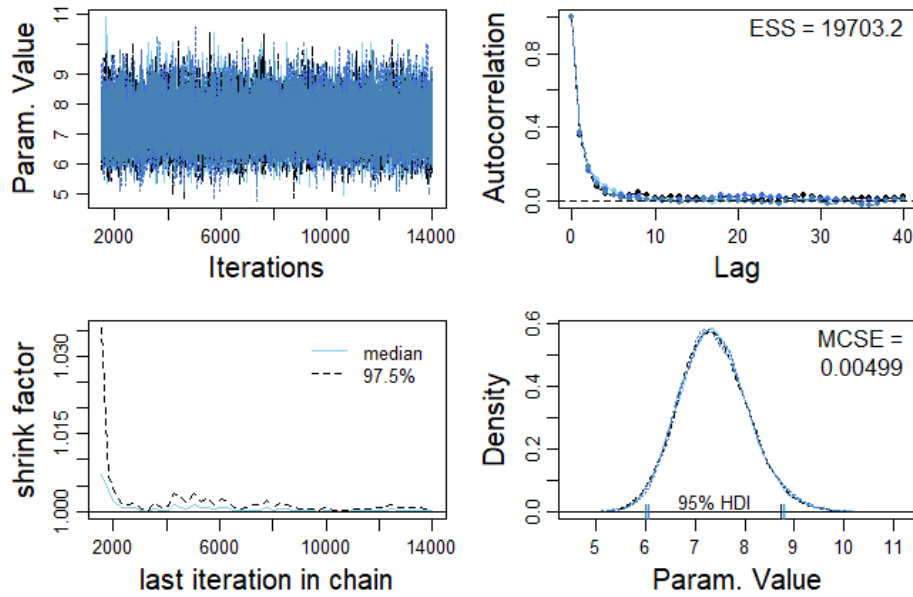 Param. Value
11
9
8
7
6
5
2000 6000 10000 14000
Iterations
Autocorrelation
0.8
0.4
0.0
ESS = 19703.2
0 10 20 30 40
Lag
shrink factor
1.030
1.015
1.000
median
97.5%
2000 6000 10000 14000
last iteration in chain
Density
0.6
0.4
0.2
0.0
MCSE =
0.00499
95% HDI
5 6 7 8 9 10 11
Param. Value